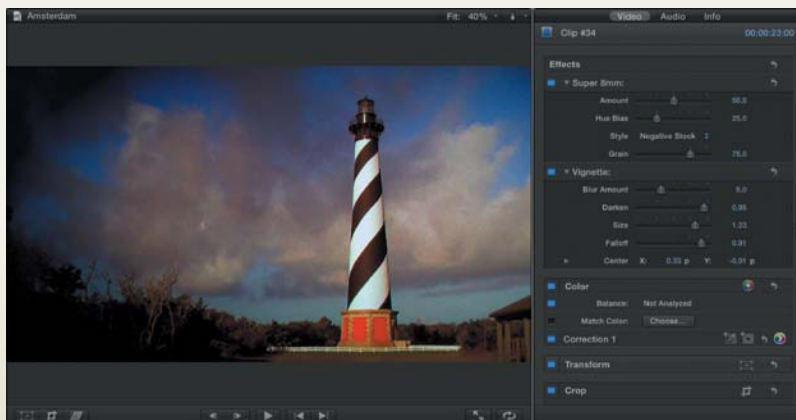 Amsterdam
Fit: 40%
Video Audio Info
Clip #34 00:00:23:00
Effects
Super 8mm:
Amount 50.0
Hue Bias 25.0
Style Negative Stock
Grain 75.0
Vignette:
Blur Amount 5.0
Darken 0.95
Size 1.23
Falloff 0.91
Center X: 0.33 p Y: -0.01 p
Color
Balance: Not Analyzed
Match Color: Choose...
Correction 1
Transform
Crop